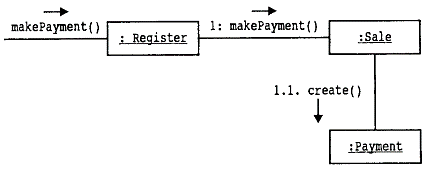 makePayment()
: Register
1: makePayment()
:Sale
1.1. create()
:Payment